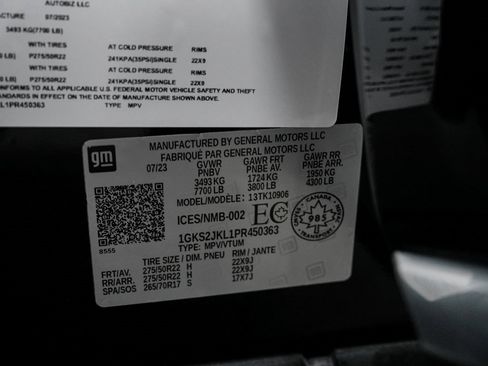 AUTOBIZ LLC
FACTURE 07/2023
3493 KG(7700 LB)
WITH TIRES AT COLD PRESSURE RIMS
P275/50R22 241KPA(35PSI)SINGLE 22X9
WITH TIRES AT COLD PRESSURE RIMS
P275/50R22 241KPA(35PSI)SINGLE 22X9
FORMS TO ALL APPLICABLE U.S. FEDERAL MOTOR VEHICLE SAFETY AND THEFT
DATE OF MANUFACTURE SHOWN ABOVE.
KL1PR450363 TYPE: MPV
gm
MANUFACTURED BY GENERAL MOTORS LLC
FABRIQUÉ PAR GENERAL MOTORS LLC
07/23 GVWR GAWR FRT GAWR RR
PNBV PNBE AV. PNBE ARR.
3493 KG 1724 KG 1950 KG
7700 LB 3800 LB 4300 LB
MODEL/MODÈLE: 13TK10906
ICES/NMB-002 EC
CANADA 985 TRANSPORT
1GKS2JKL1PR450363
TYPE: MPV/VTUM
8555
TIRE SIZE / DIM. PNEU RIM / JANTE
FRT/AV. 275/50R22 H 22X9J
RR/ARR. 275/50R22 H 22X9J
SPA/SOS 265/70R17 S 17X7J